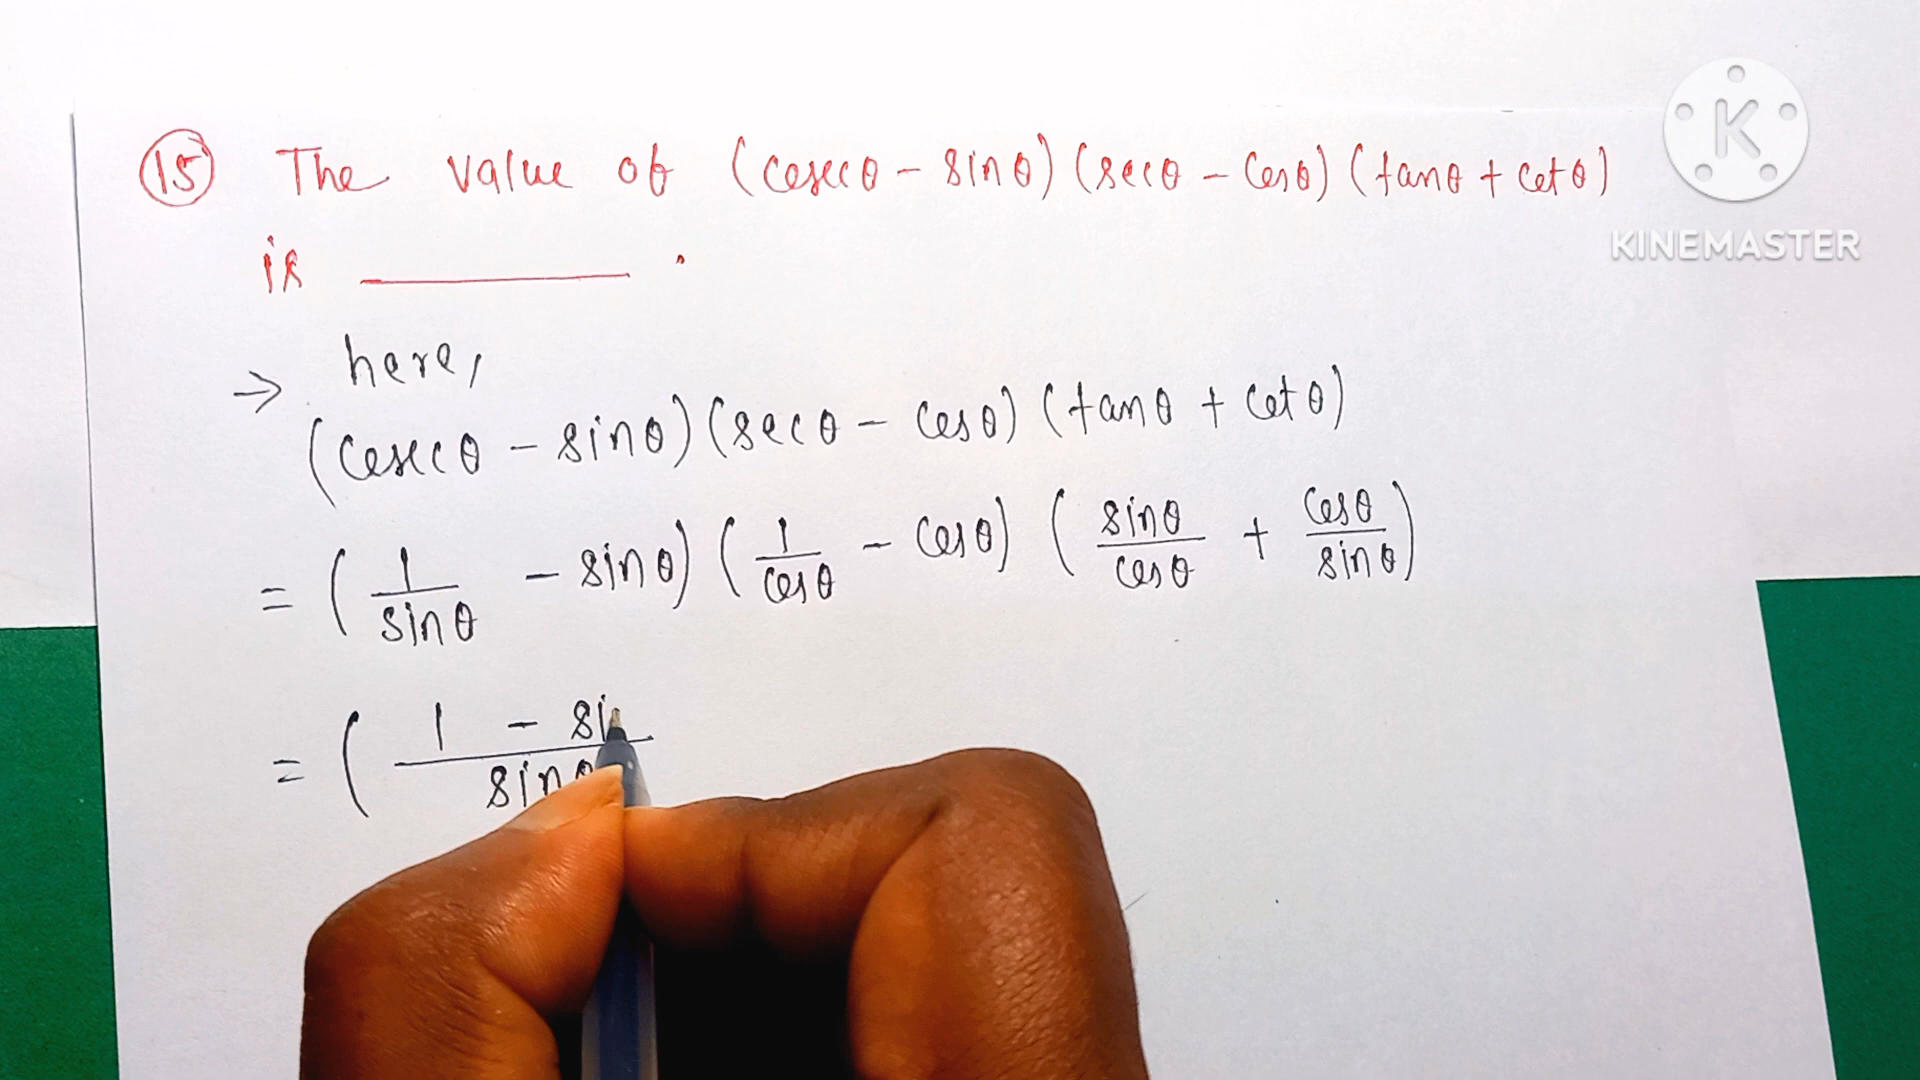 15 The value of (cosecθ - sinθ) (secθ - cosθ) (tanθ + cotθ)
is ________ .
K
KINEMASTER
→ here,
(cosecθ - sinθ) (secθ - cosθ) (tanθ + cotθ)
= (1/sinθ - sinθ) (1/cosθ - cosθ) (sinθ/cosθ + cosθ/sinθ)
= (1 - si/sinθ